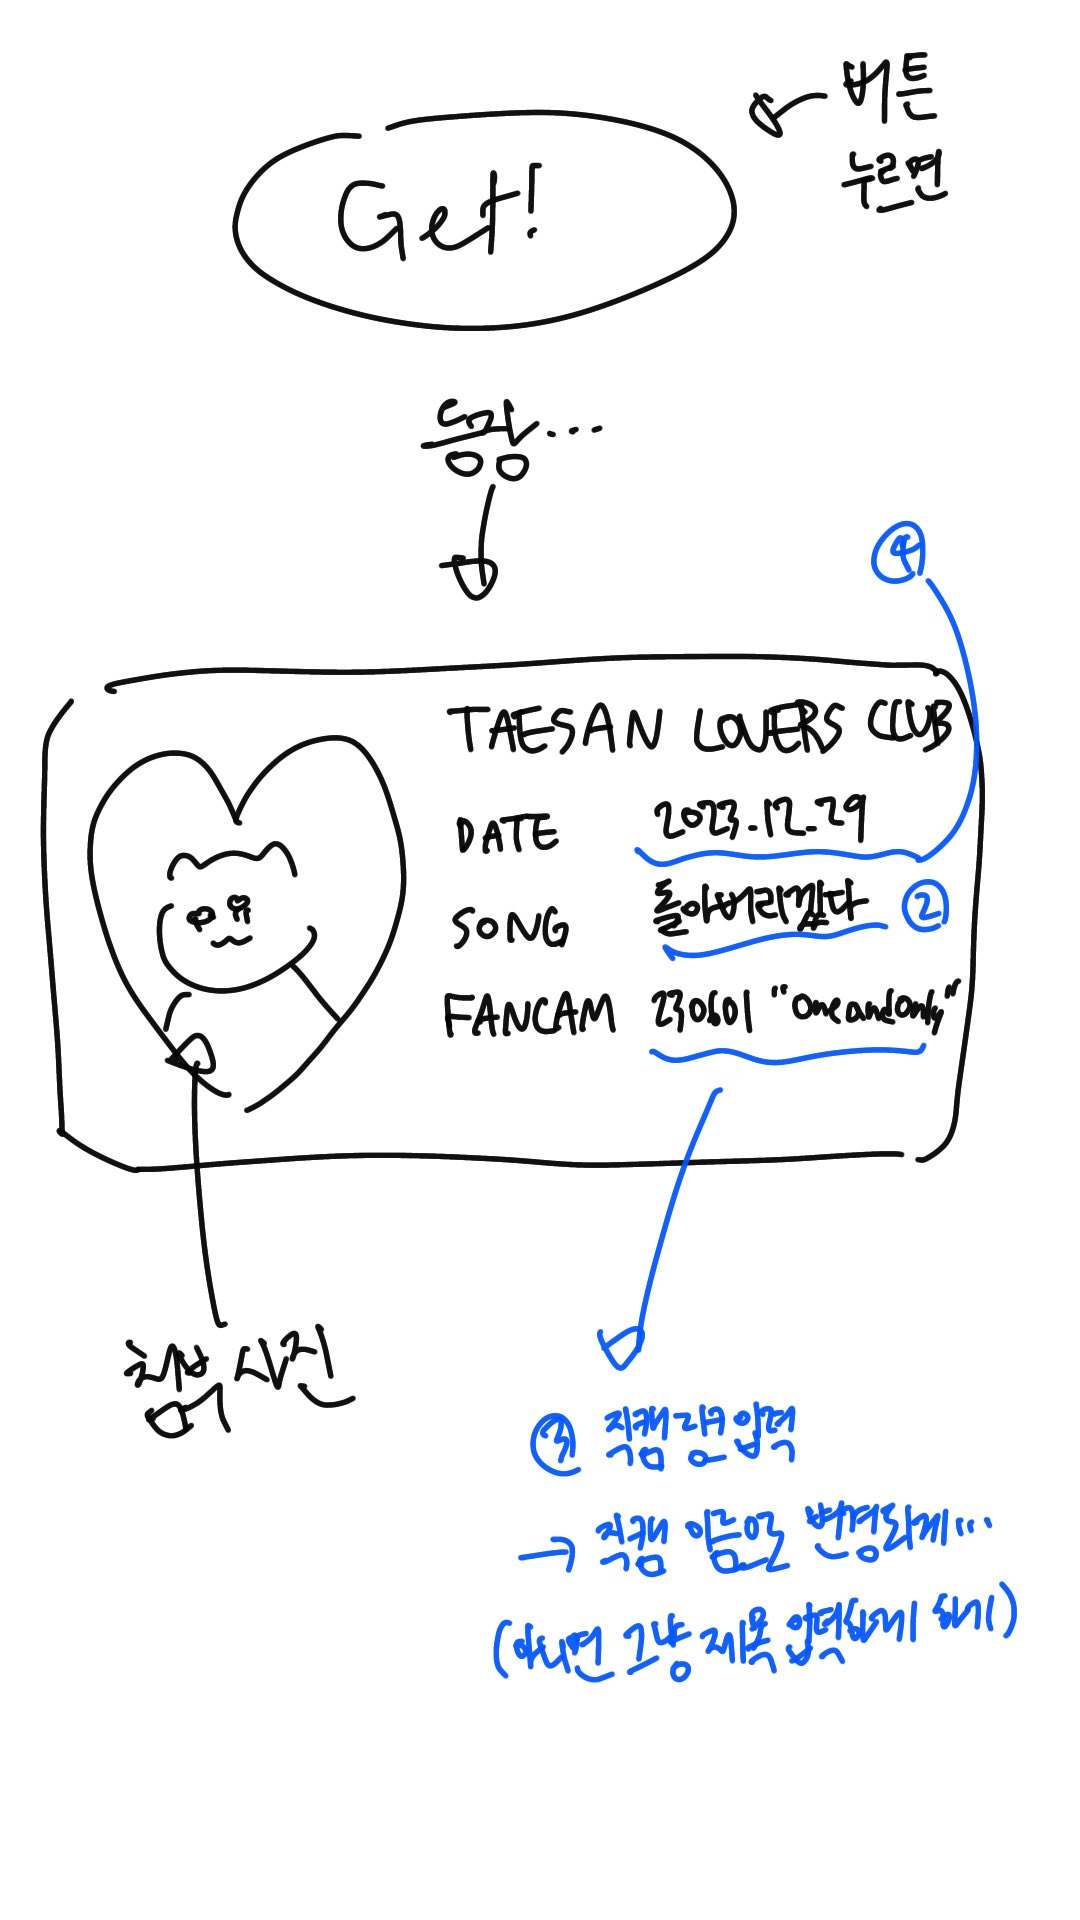 버튼
누르면
Get!
등장...
④
TAESAN LOVERS CLUB
DATE 2023.12.29
SONG 돌아버리겠다 ②
FANCAM 230601 "One and Only"
첨부 사진
③ 직캠 링크 입력
→ 직캠 이름으로 변경되게...
(아니면 그냥 제목 입력하게 하기)